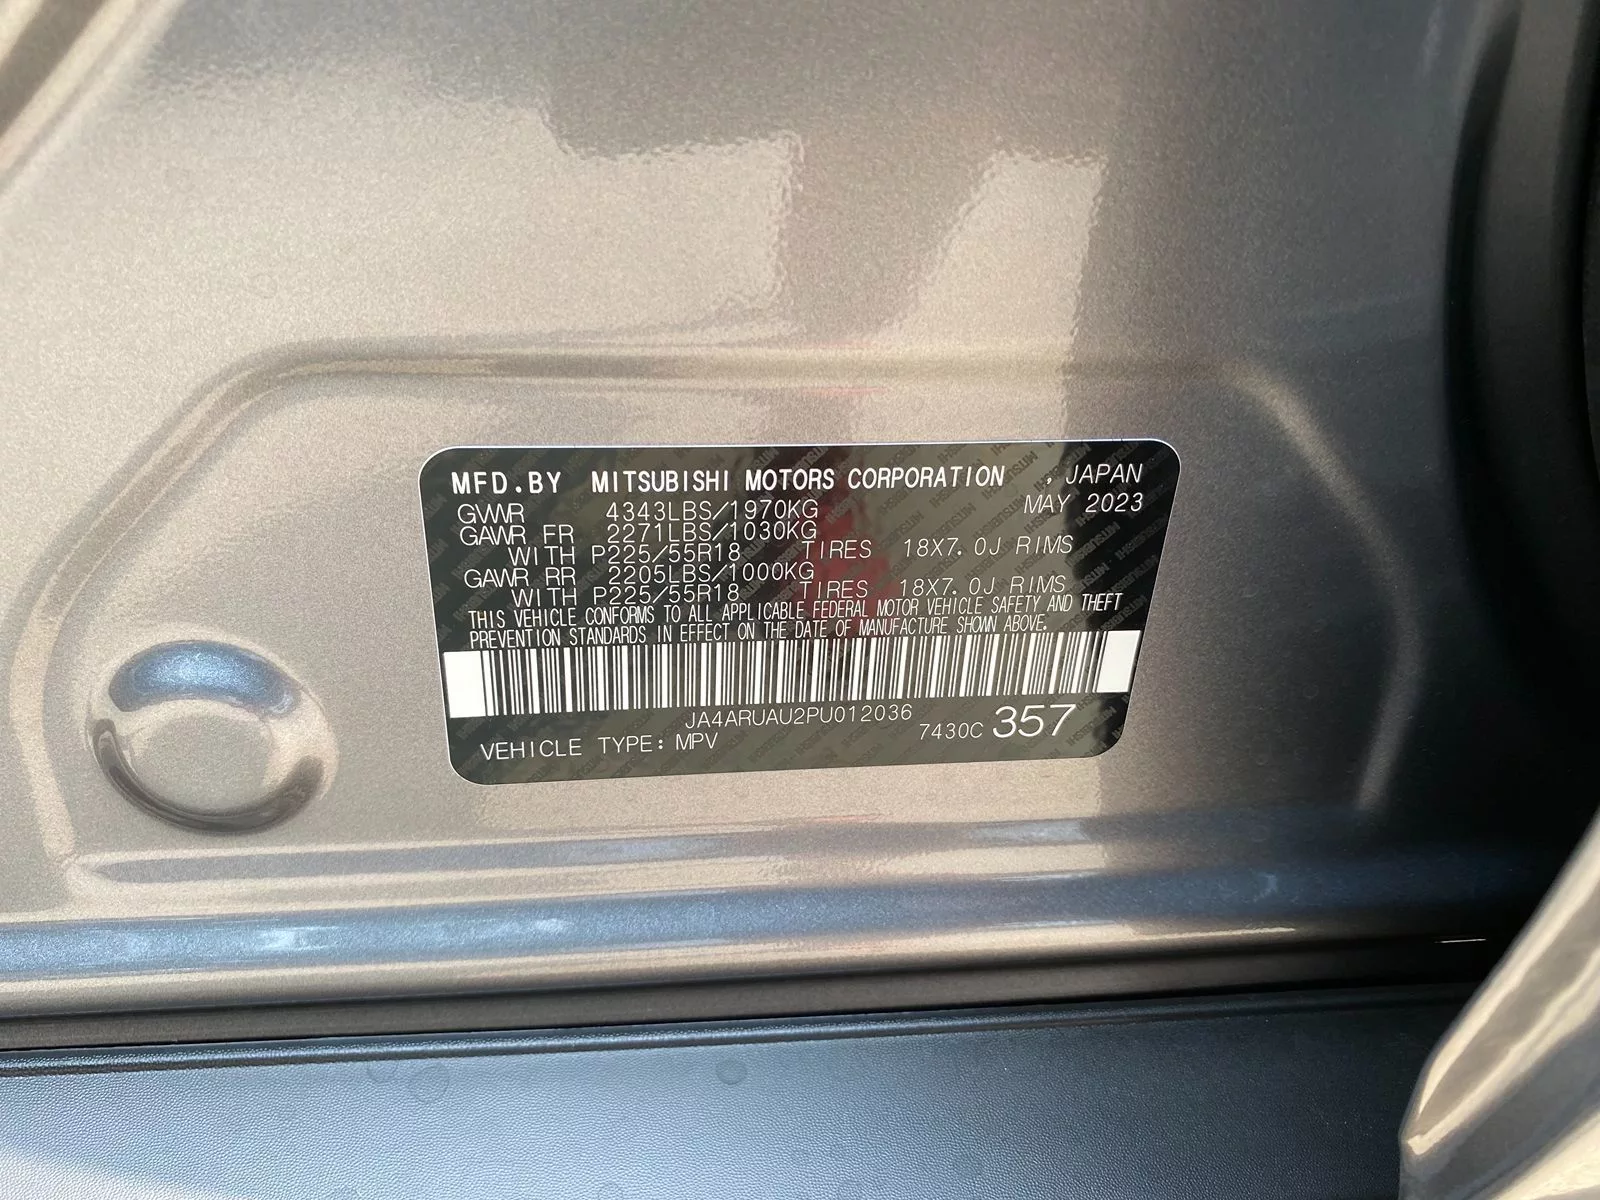 MFD.BY MITSUBISHI MOTORS CORPORATION , JAPAN
GVWR 4343LBS/1970KG MAY 2023
GAWR FR 2271LBS/1030KG
WITH P225/55R18 TIRES 18X7.0J RIMS
GAWR RR 2205LBS/1000KG
WITH P225/55R18 TIRES 18X7.0J RIMS
THIS VEHICLE CONFORMS TO ALL APPLICABLE FEDERAL MOTOR VEHICLE SAFETY AND THEFT
PREVENTION STANDARDS IN EFFECT ON THE DATE OF MANUFACTURE SHOWN ABOVE.
JA4ARUAU2PU012036
VEHICLE TYPE: MPV 7430C 357